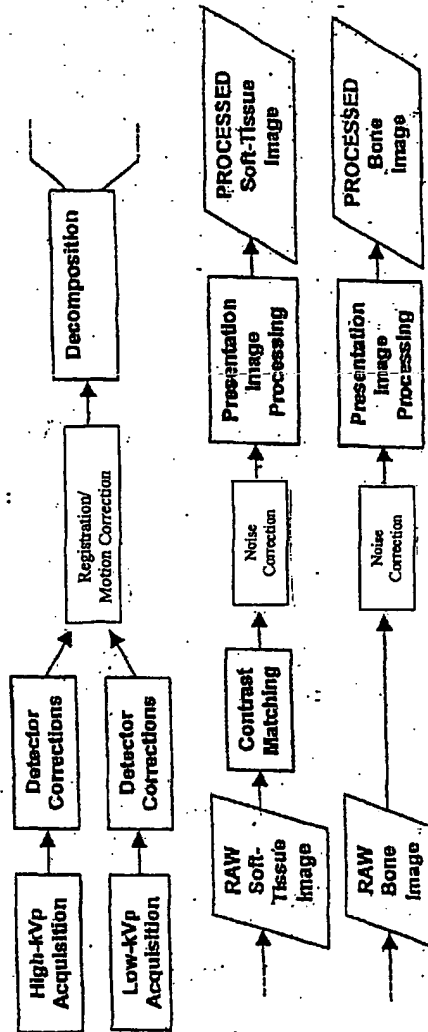 High-kVp
Acquisition
Detector
Corrections
Low-kVp
Acquisition
Detector
Corrections
Registration/
Motion Correction
Decomposition
RAW
Soft-
Tissue
Image
Contrast
Matching
Noise
Correction
Presentation
Image
Processing
PROCESSED
Soft-Tissue
Image
RAW
Bone
Image
Noise
Correction
Presentation
Image
Processing
PROCESSED
Bone
Image